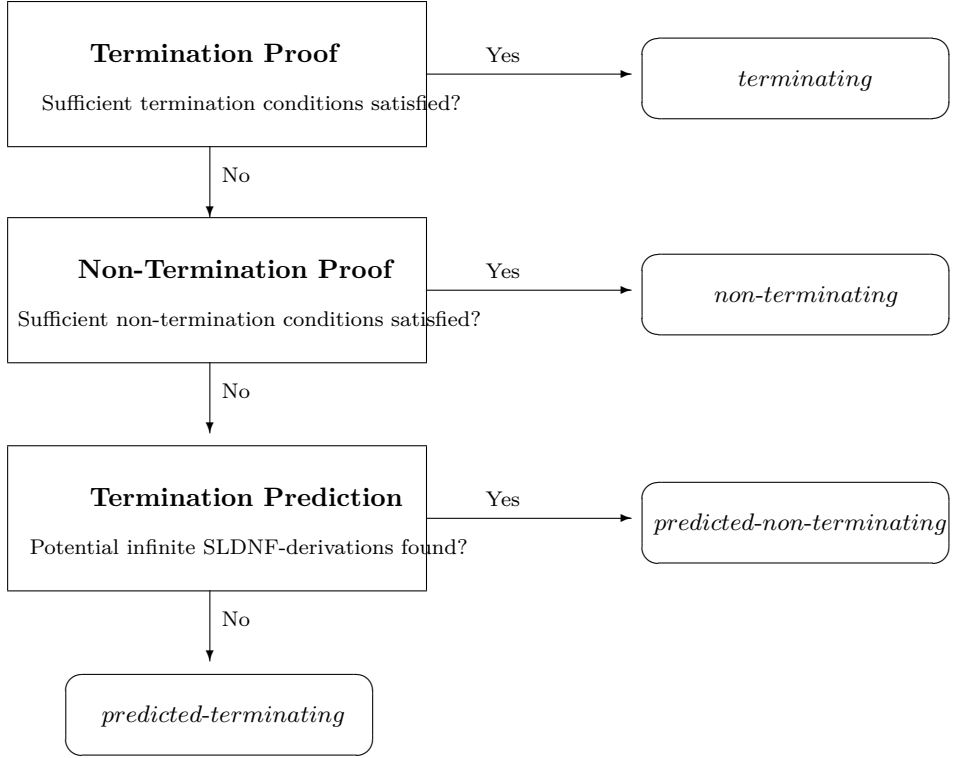 Termination Proof
Sufficient termination conditions satisfied?
Yes
terminating
No
Non-Termination Proof
Sufficient non-termination conditions satisfied?
Yes
non-terminating
No
Termination Prediction
Potential infinite SLDNF-derivations found?
Yes
predicted-non-terminating
No
predicted-terminating